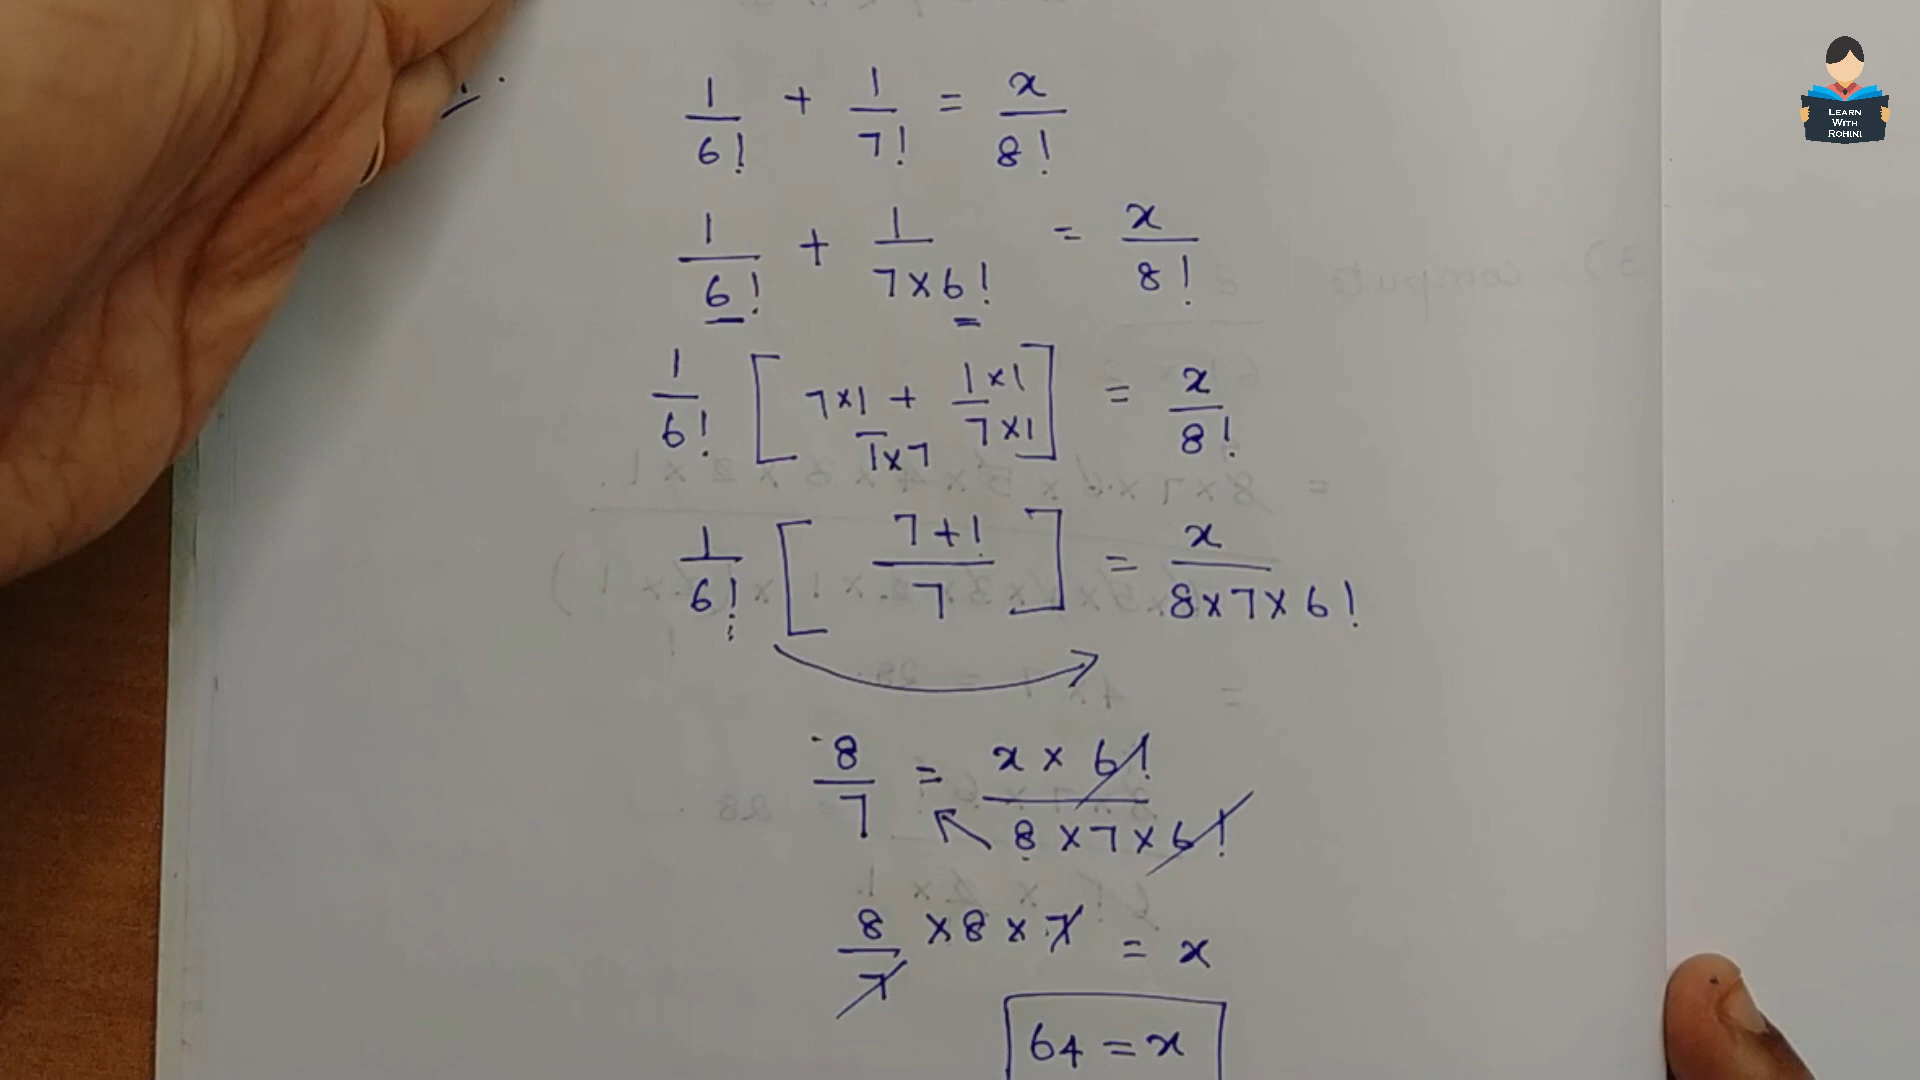 1/6! + 1/7! = x/8!
1/6! + 1/7×6! = x/8!
1/6! [ 7×1/1×7 + 1×1/7×1 ] = x/8!
1/6! [ 7+1/7 ] = x/8×7×6!
8/7 = x × 6!/8×7×6!
8/7 ×8×7 = x
64 = x
LEARN
WITH
ROHINI
3) compute